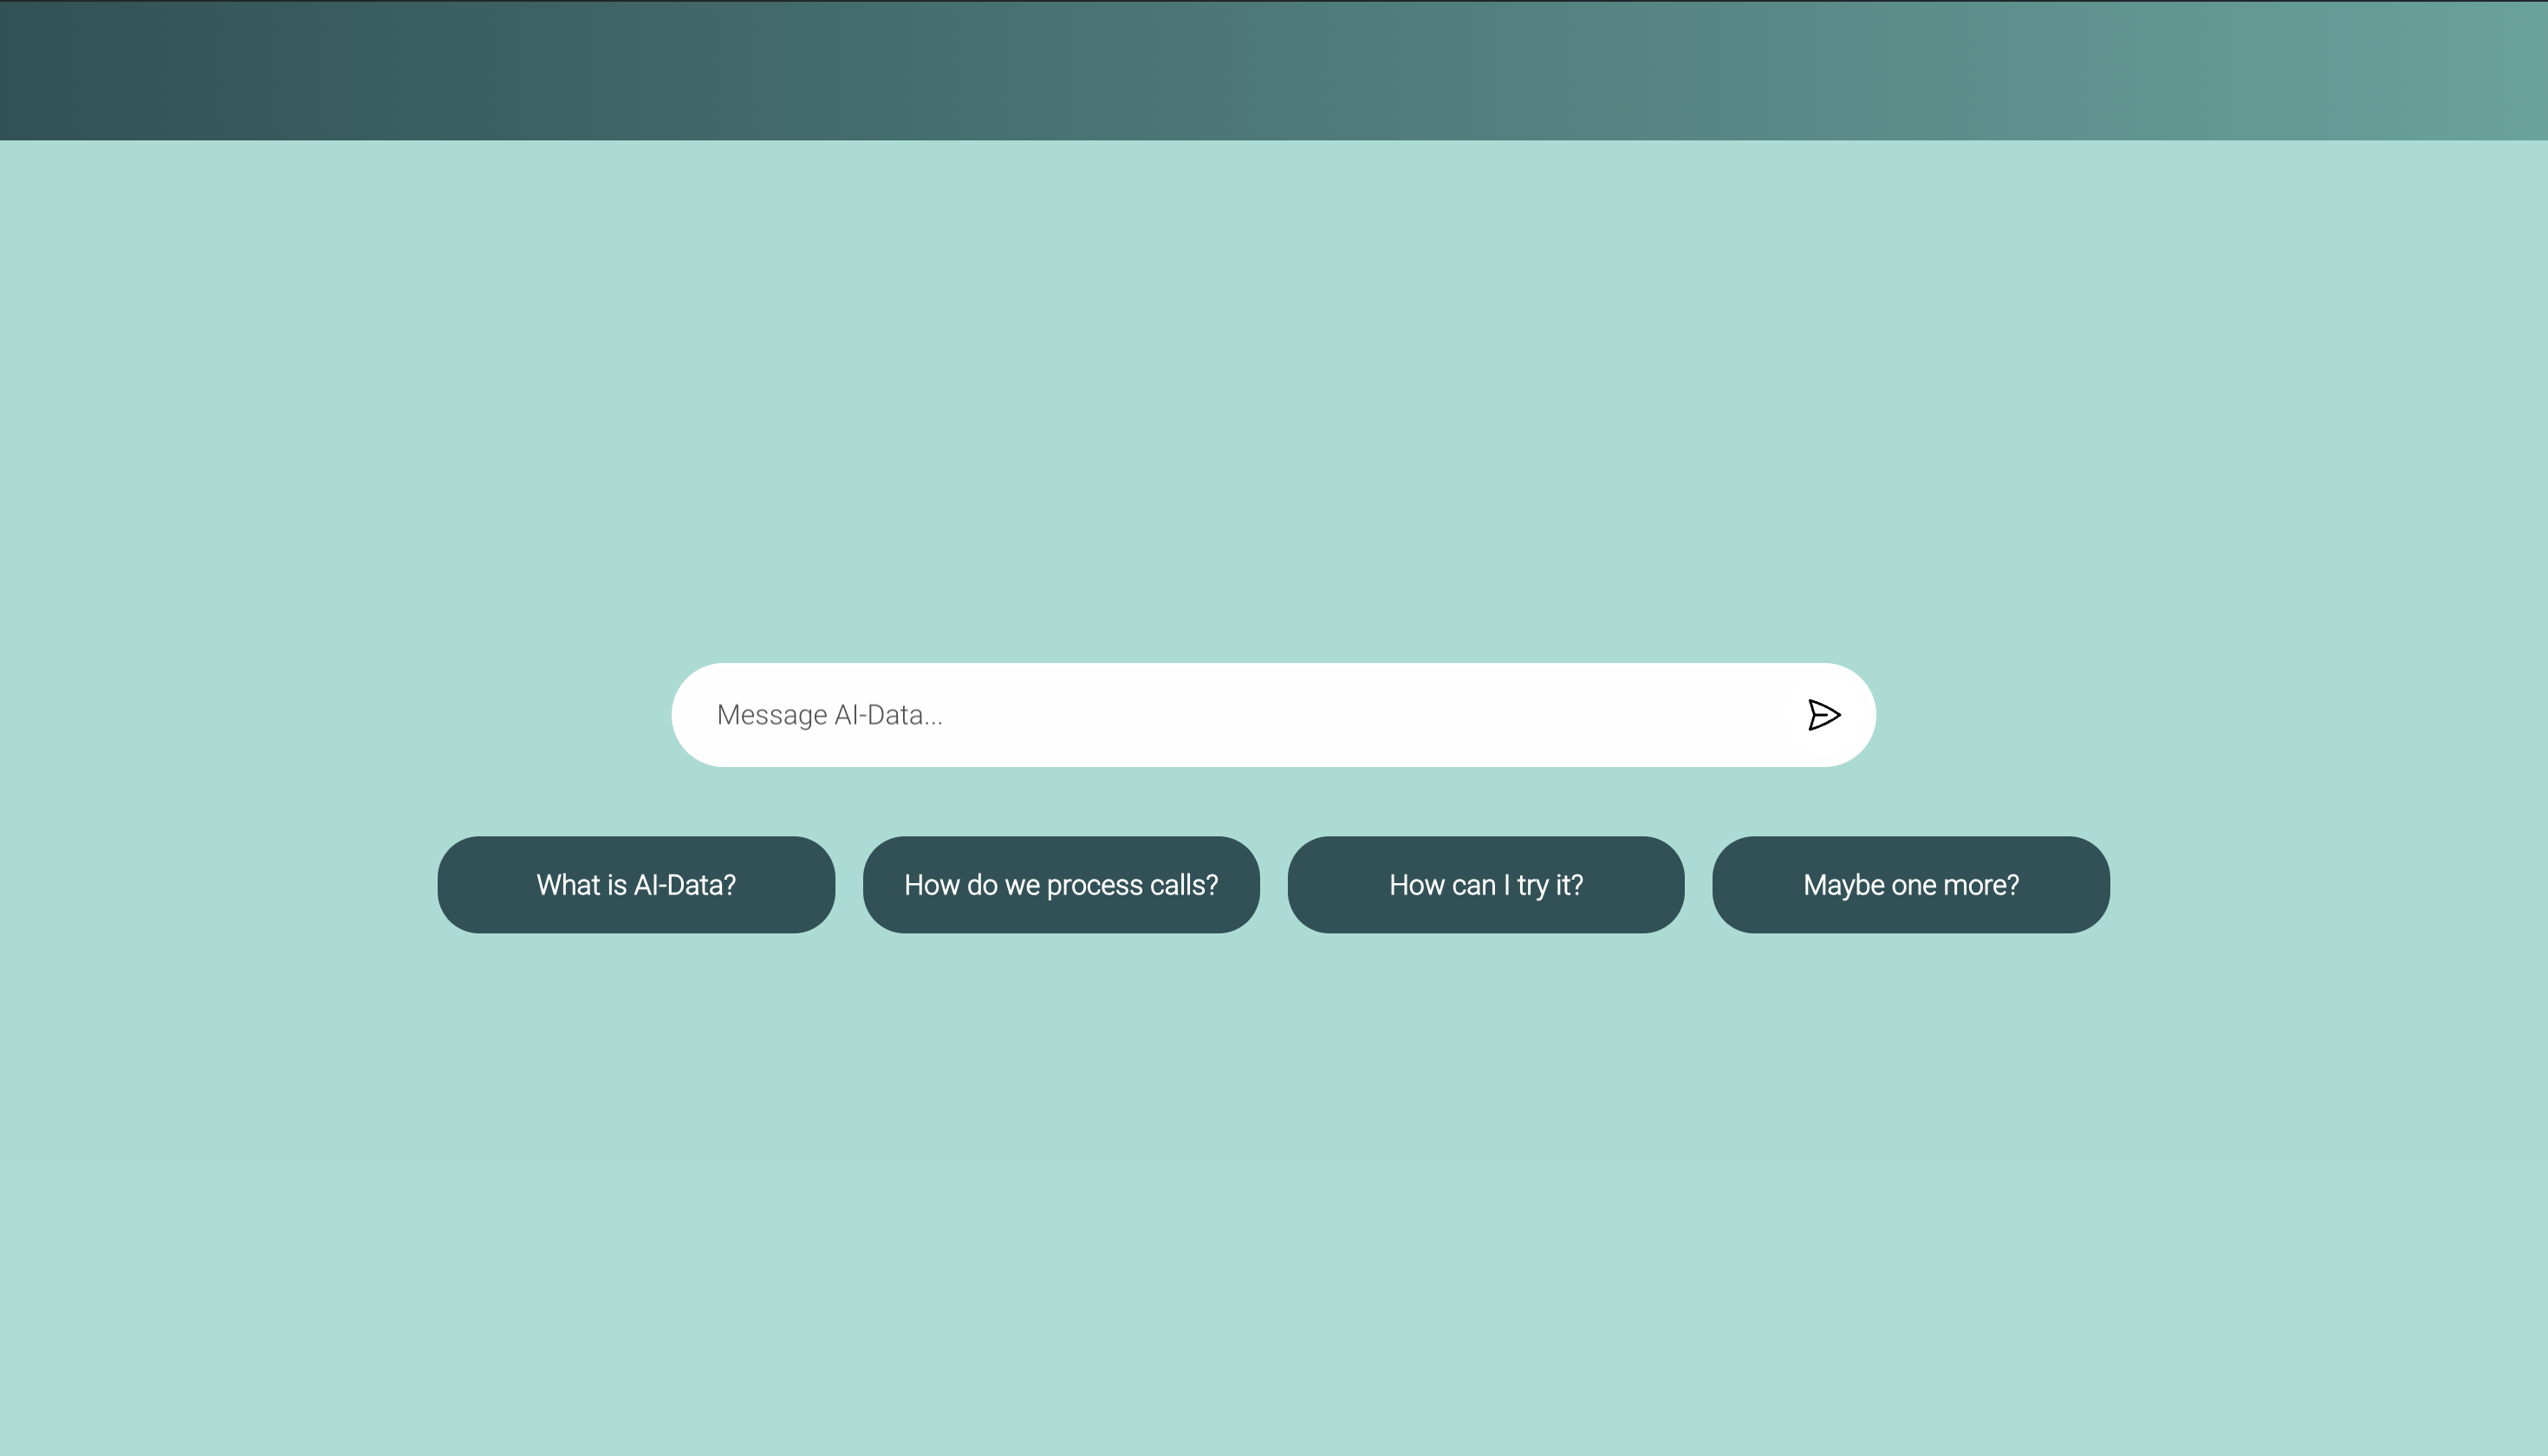 Message AI-Data...
What is AI-Data?
How do we process calls?
How can I try it?
Maybe one more?